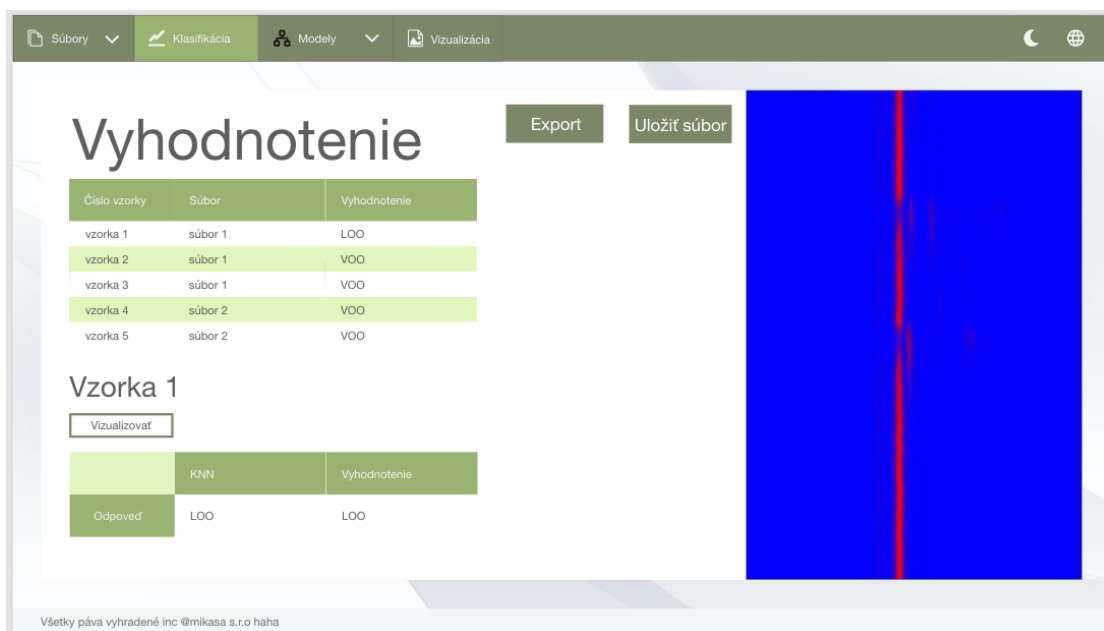 Súbory Klasifikácia Modely Vizualizácia
Vyhodnotenie
Export Uložiť súbor
Číslo vzorky Súbor Vyhodnotenie
vzorka 1 súbor 1 LOO
vzorka 2 súbor 1 VOO
vzorka 3 súbor 1 VOO
vzorka 4 súbor 2 VOO
vzorka 5 súbor 2 VOO
Vzorka 1
Vizualizovať
KNN Vyhodnotenie
Odpoveď LOO LOO
Všetky páva vyhradené inc @mikasa s.r.o haha